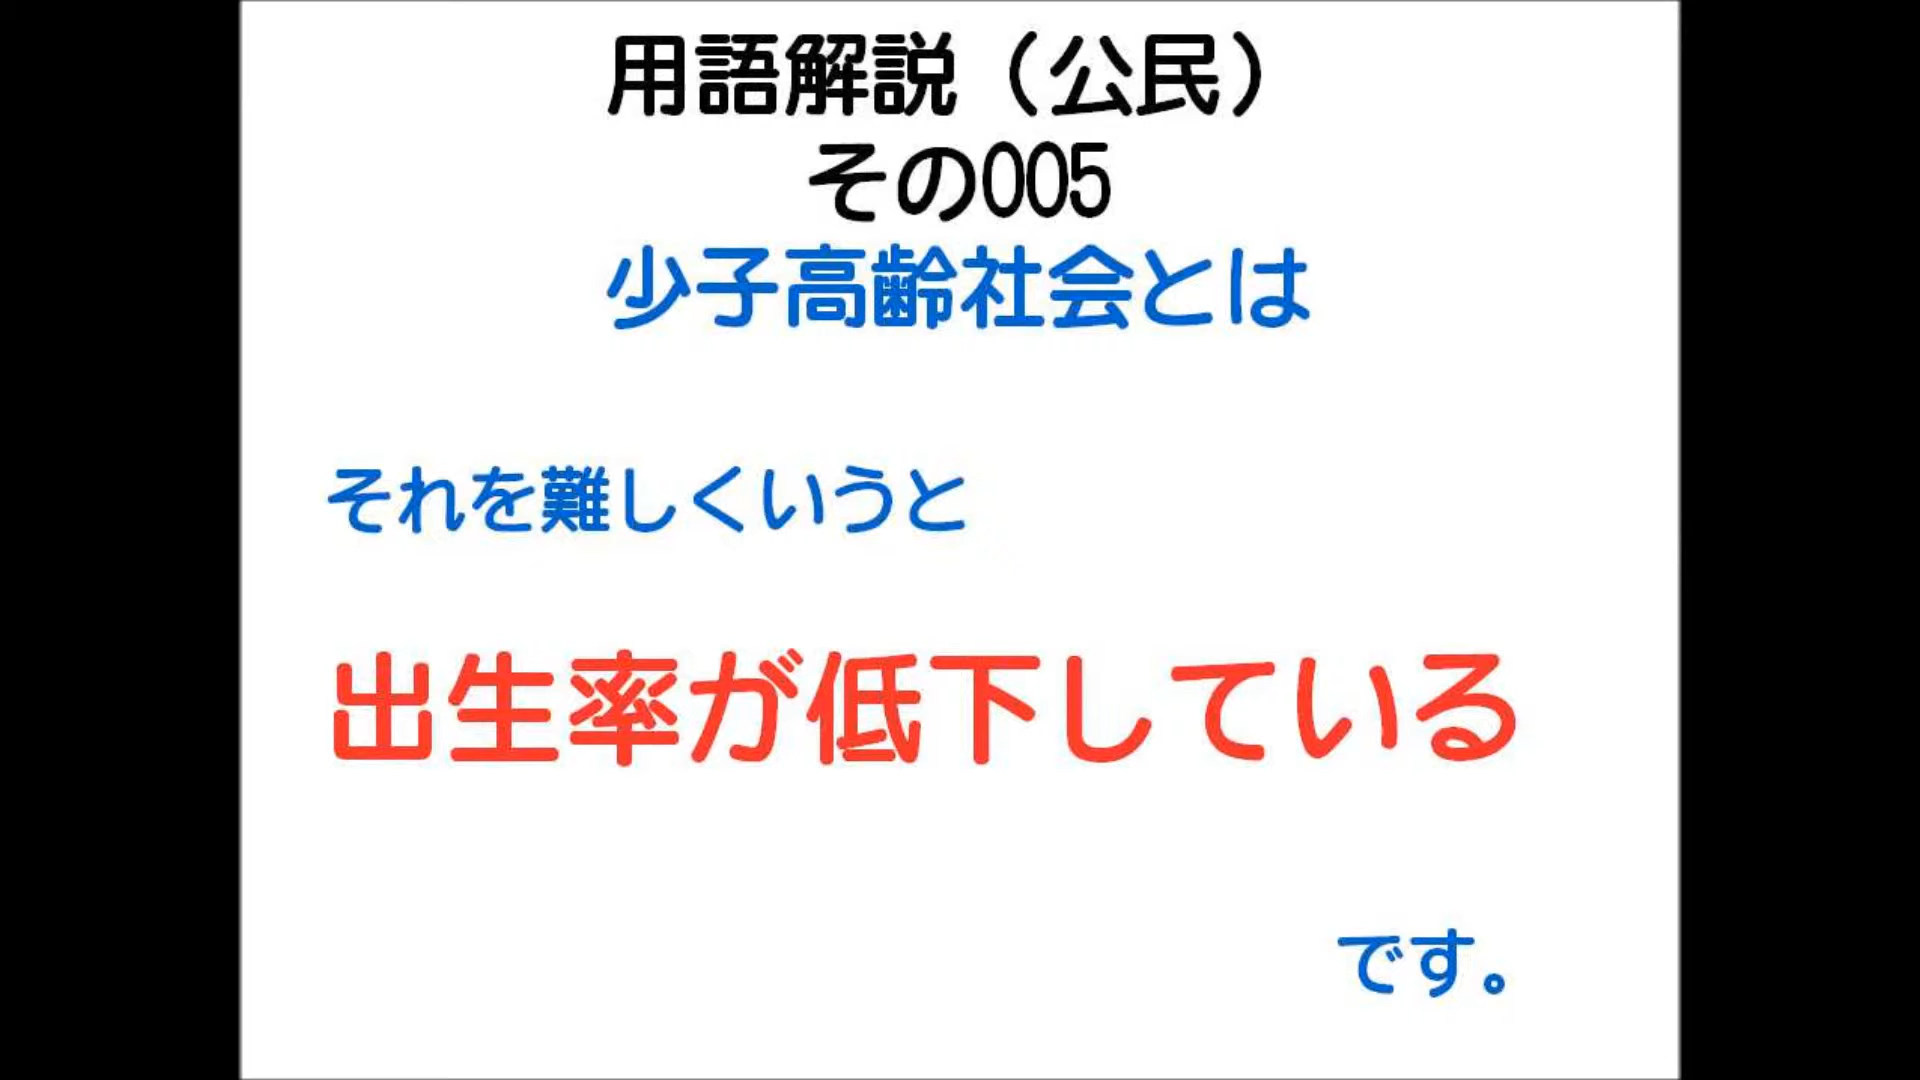 用語解説（公民）
その005
少子高齢社会とは
それを難しくいうと
出生率が低下している
です。